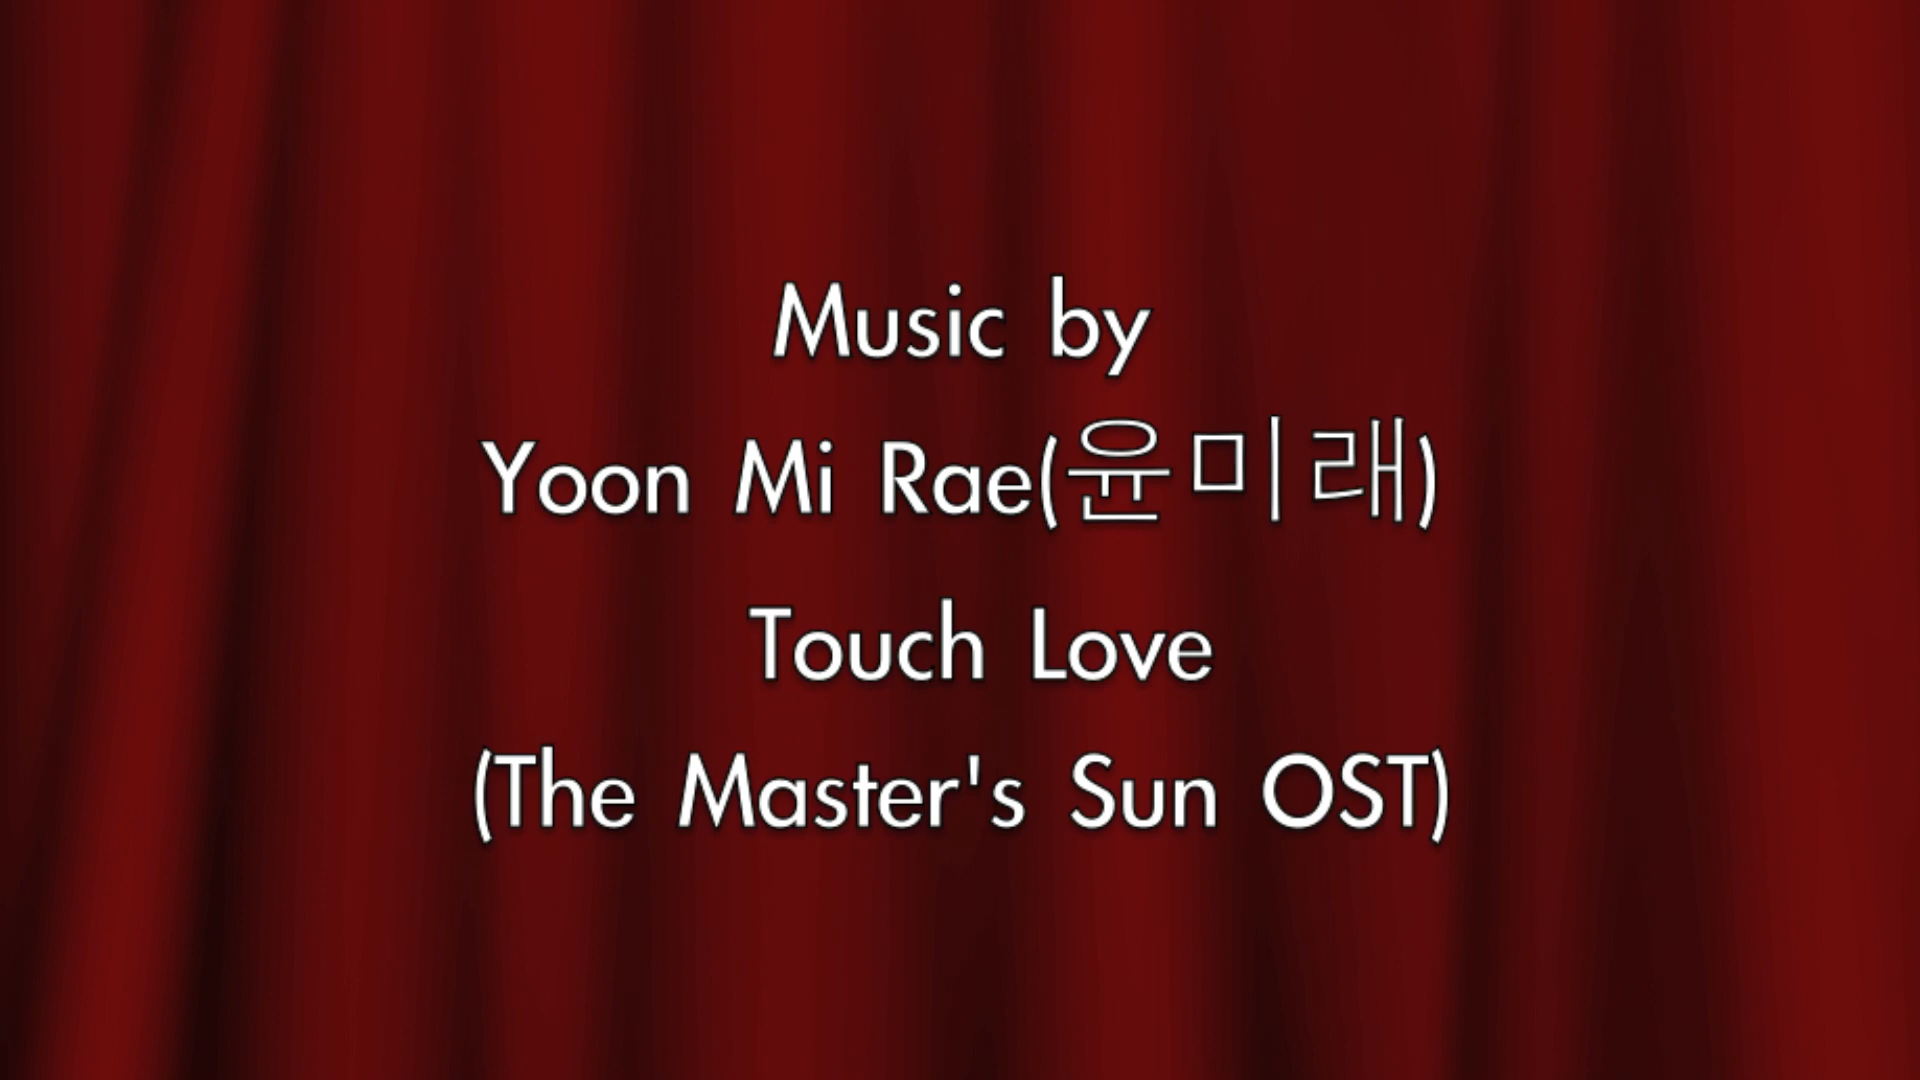 Music by
Yoon Mi Rae(윤미래)
Touch Love
(The Master's Sun OST)